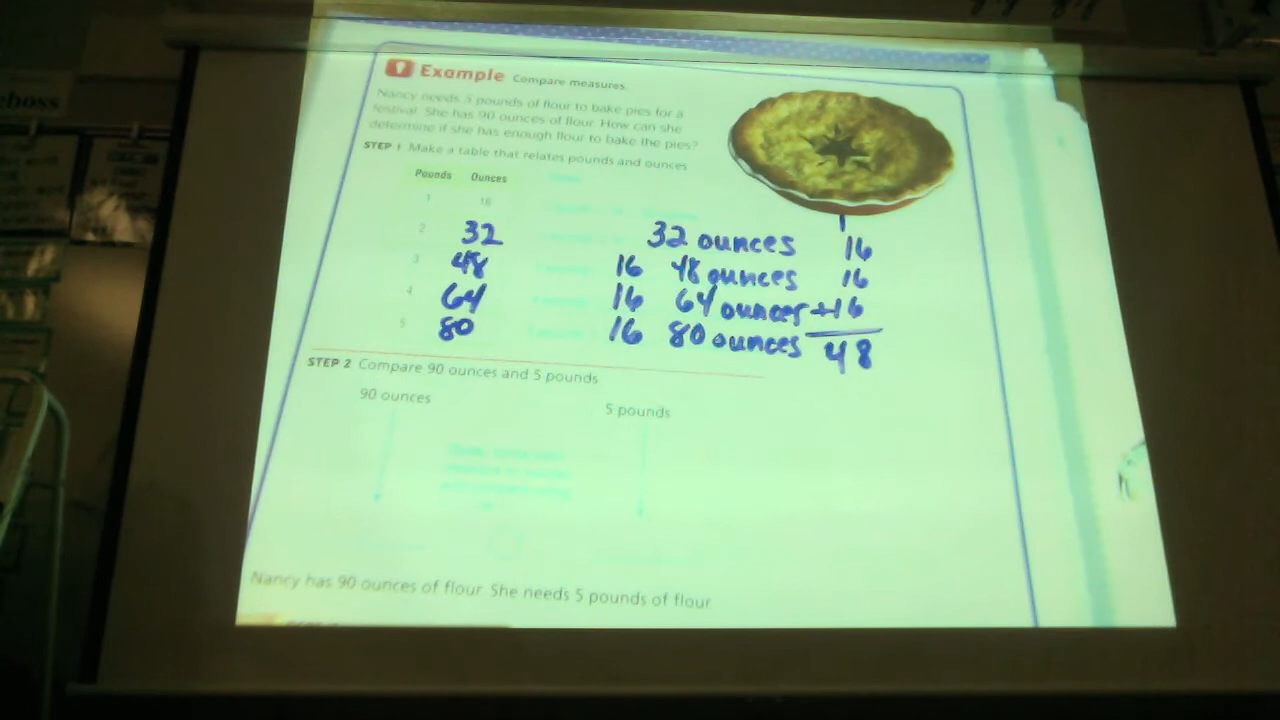 eboss
Example Compare measures.
Nancy needs 5 pounds of flour to bake pies for a
festival. She has 90 ounces of flour. How can she
determine if she has enough flour to bake the pies?
STEP 1 Make a table that relates pounds and ounces
Pounds Ounces
1 16
2 32 32 ounces 16
3 48 16 48 ounces 16
4 64 16 64 ounces +16
5 80 16 80 ounces 48
1
STEP 2 Compare 90 ounces and 5 pounds
90 ounces 5 pounds
Nancy has 90 ounces of flour. She needs 5 pounds of flour